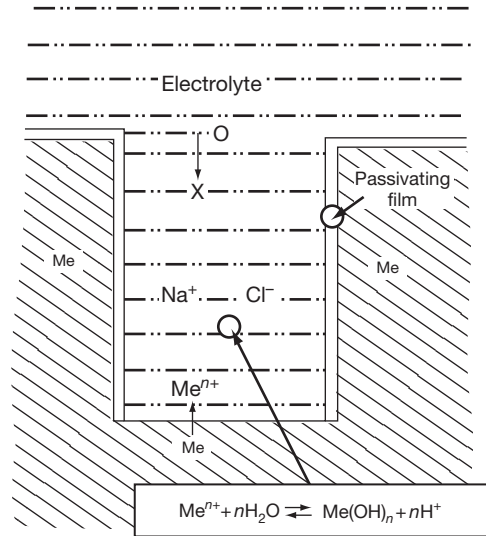 Electrolyte
O
X
Passivating
film
Me
Me
Na⁺ Cl⁻
Meⁿ⁺
Me
Meⁿ⁺ + nH₂O ⇌ Me(OH)ₙ + nH⁺